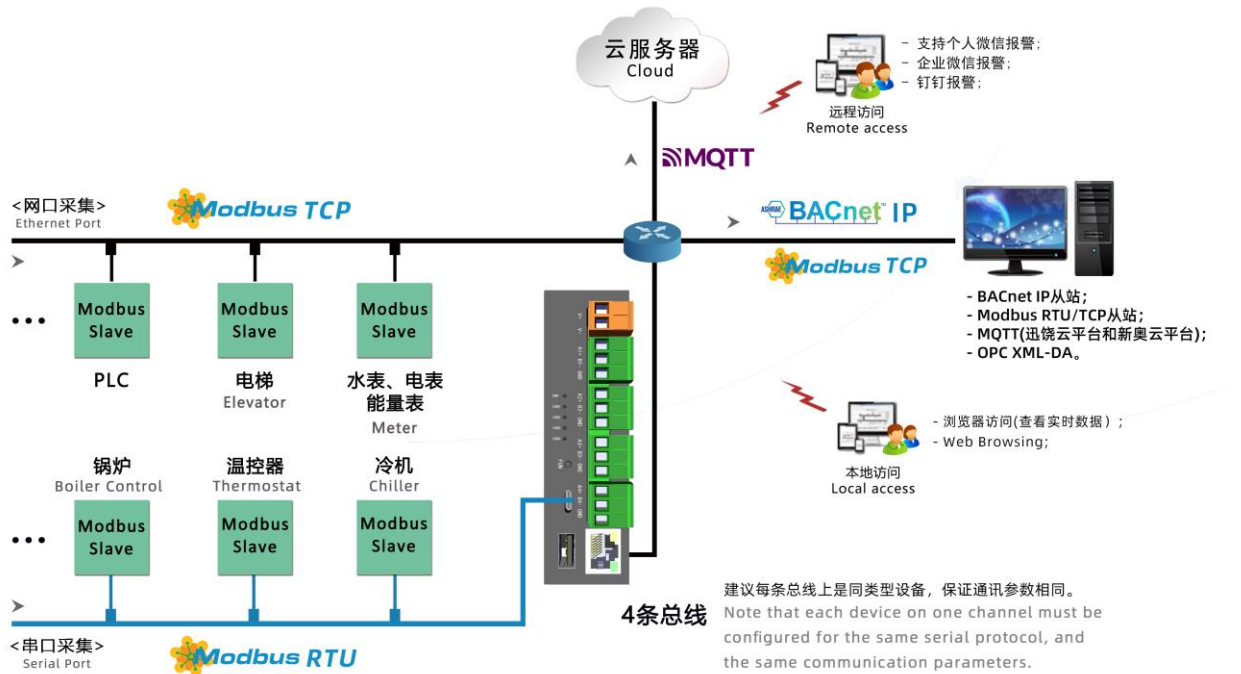 云服务器
Cloud
- 支持个人微信报警；
- 企业微信报警；
- 钉钉报警；
远程访问
Remote access
MQTT
<网口采集>
Ethernet Port
Modbus TCP
ASHRAE BACnet™ IP
Modbus TCP
Modbus Slave
Modbus Slave
Modbus Slave
PLC
电梯
Elevator
水表、电表
能量表
Meter
- BACnet IP从站；
- Modbus RTU/TCP从站；
- MQTT(迅饶云平台和新奥云平台)；
- OPC XML-DA。
锅炉
Boiler Control
温控器
Thermostat
冷机
Chiller
Modbus Slave
Modbus Slave
Modbus Slave
- 浏览器访问(查看实时数据）；
- Web Browsing;
本地访问
Local access
4条总线
建议每条总线上是同类型设备，保证通讯参数相同。
Note that each device on one channel must be
configured for the same serial protocol, and
the same communication parameters.
<串口采集>
Serial Port
Modbus RTU